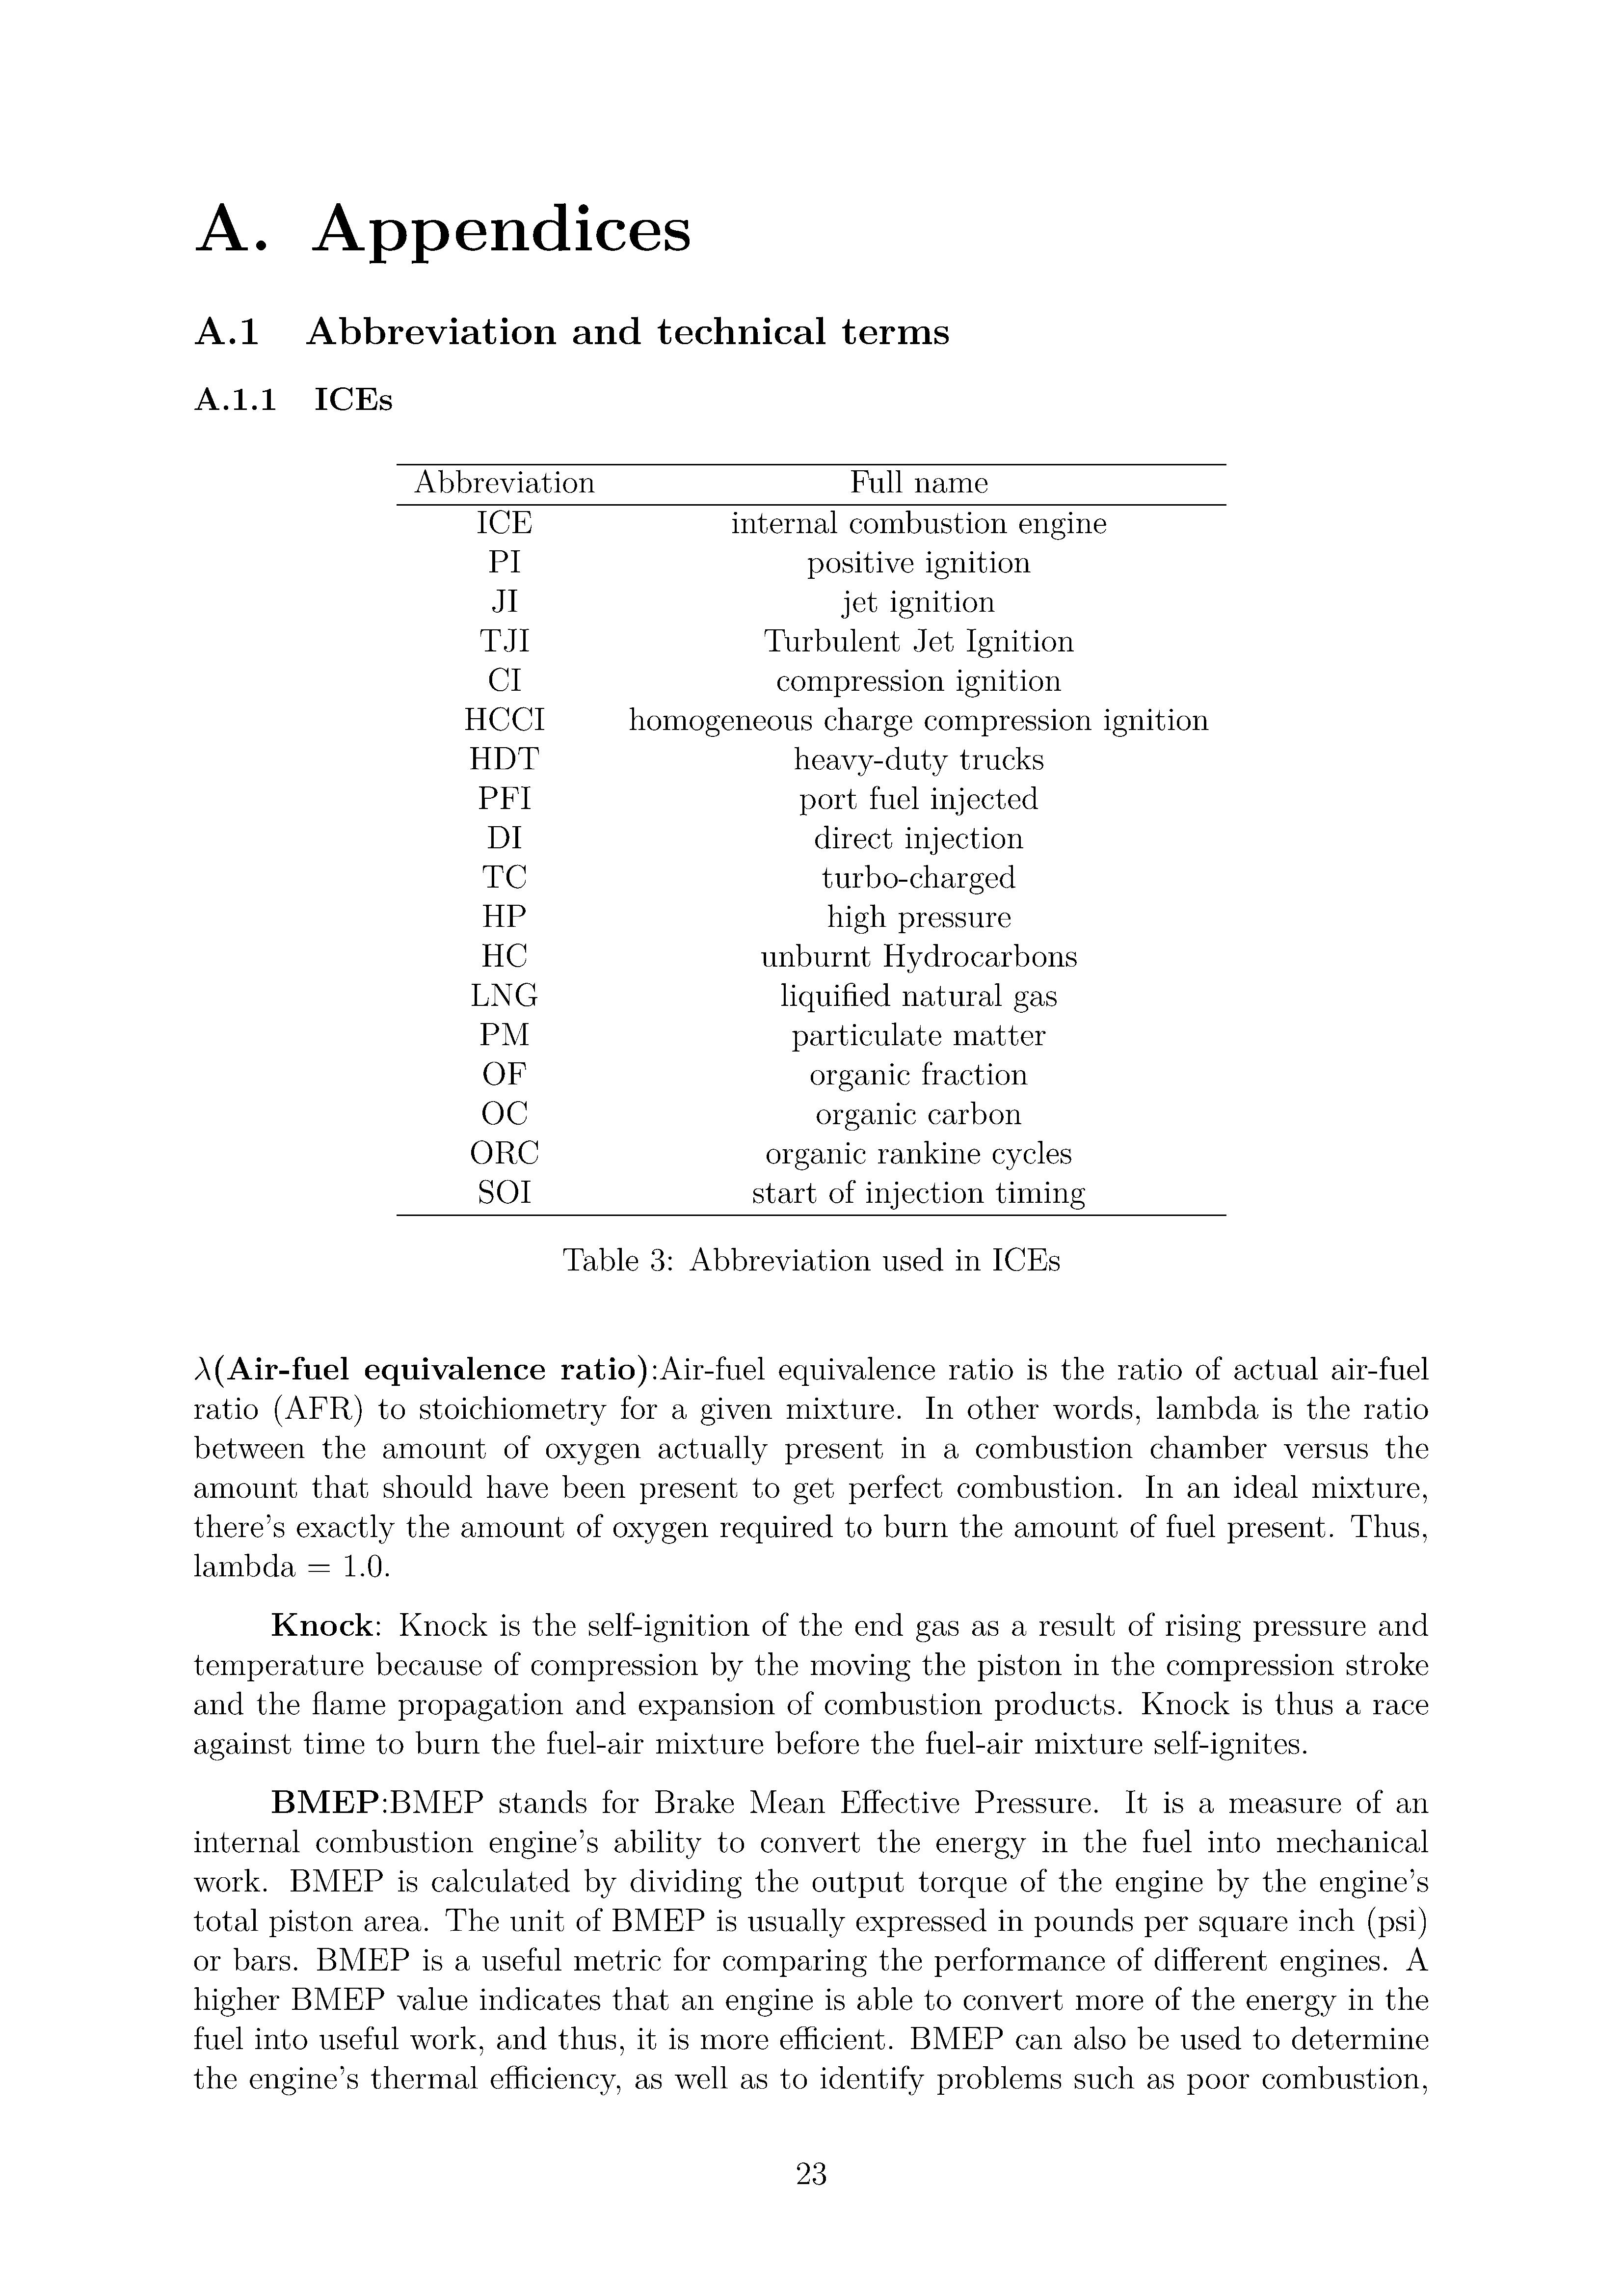 A. Appendices
A.1 Abbreviation and technical terms
A.1.1 ICEs
Abbreviation Full name
ICE internal combustion engine
PI positive ignition
JI jet ignition
TJI Turbulent Jet Ignition
CI compression ignition
HCCI homogeneous charge compression ignition
HDT heavy-duty trucks
PFI port fuel injected
DI direct injection
TC turbo-charged
HP high pressure
HC unburnt Hydrocarbons
LNG liquified natural gas
PM particulate matter
OF organic fraction
OC organic carbon
ORC organic rankine cycles
SOI start of injection timing
Table 3: Abbreviation used in ICEs
λ(Air-fuel equivalence ratio):Air-fuel equivalence ratio is the ratio of actual air-fuel
ratio (AFR) to stoichiometry for a given mixture. In other words, lambda is the ratio
between the amount of oxygen actually present in a combustion chamber versus the
amount that should have been present to get perfect combustion. In an ideal mixture,
there's exactly the amount of oxygen required to burn the amount of fuel present. Thus,
lambda = 1.0.
Knock: Knock is the self-ignition of the end gas as a result of rising pressure and
temperature because of compression by the moving the piston in the compression stroke
and the flame propagation and expansion of combustion products. Knock is thus a race
against time to burn the fuel-air mixture before the fuel-air mixture self-ignites.
BMEP:BMEP stands for Brake Mean Effective Pressure. It is a measure of an
internal combustion engine's ability to convert the energy in the fuel into mechanical
work. BMEP is calculated by dividing the output torque of the engine by the engine's
total piston area. The unit of BMEP is usually expressed in pounds per square inch (psi)
or bars. BMEP is a useful metric for comparing the performance of different engines. A
higher BMEP value indicates that an engine is able to convert more of the energy in the
fuel into useful work, and thus, it is more efficient. BMEP can also be used to determine
the engine's thermal efficiency, as well as to identify problems such as poor combustion,
23